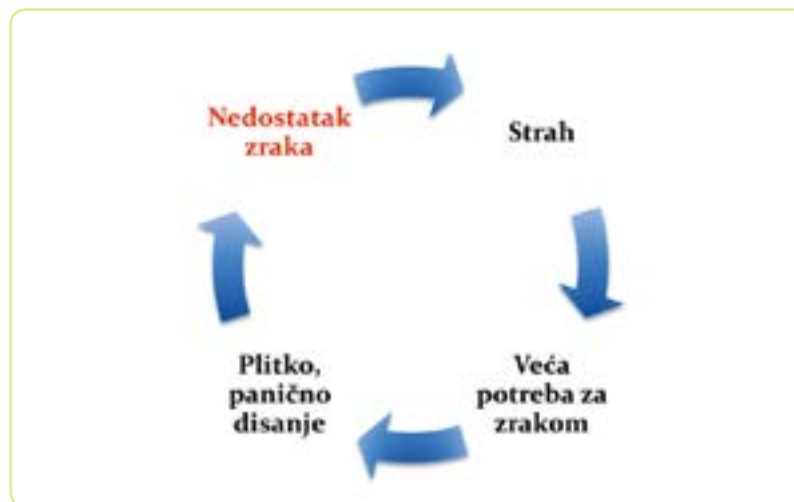 Nedostatak
zraka
Strah
Veća
potreba za
zrakom
Plitko,
panično
disanje